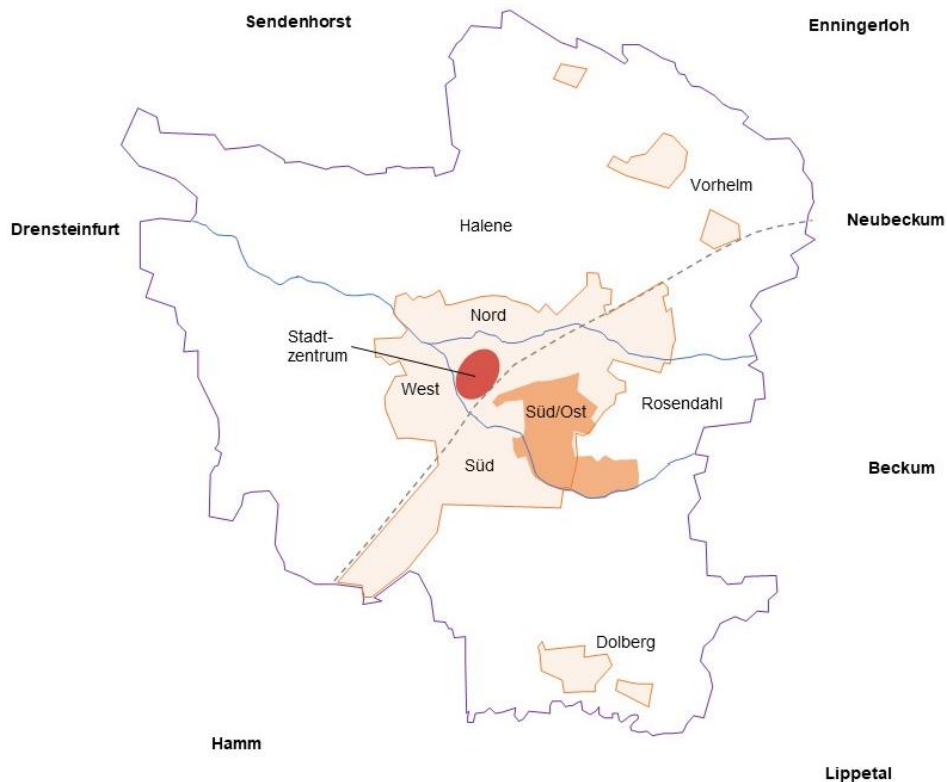 Sendenhorst
Enningerloh
Vorhelm
Drensteinfurt
Halene
Neubeckum
Nord
Stadt-
zentrum
West
Süd/Ost
Rosendahl
Süd
Beckum
Dolberg
Hamm
Lippetal